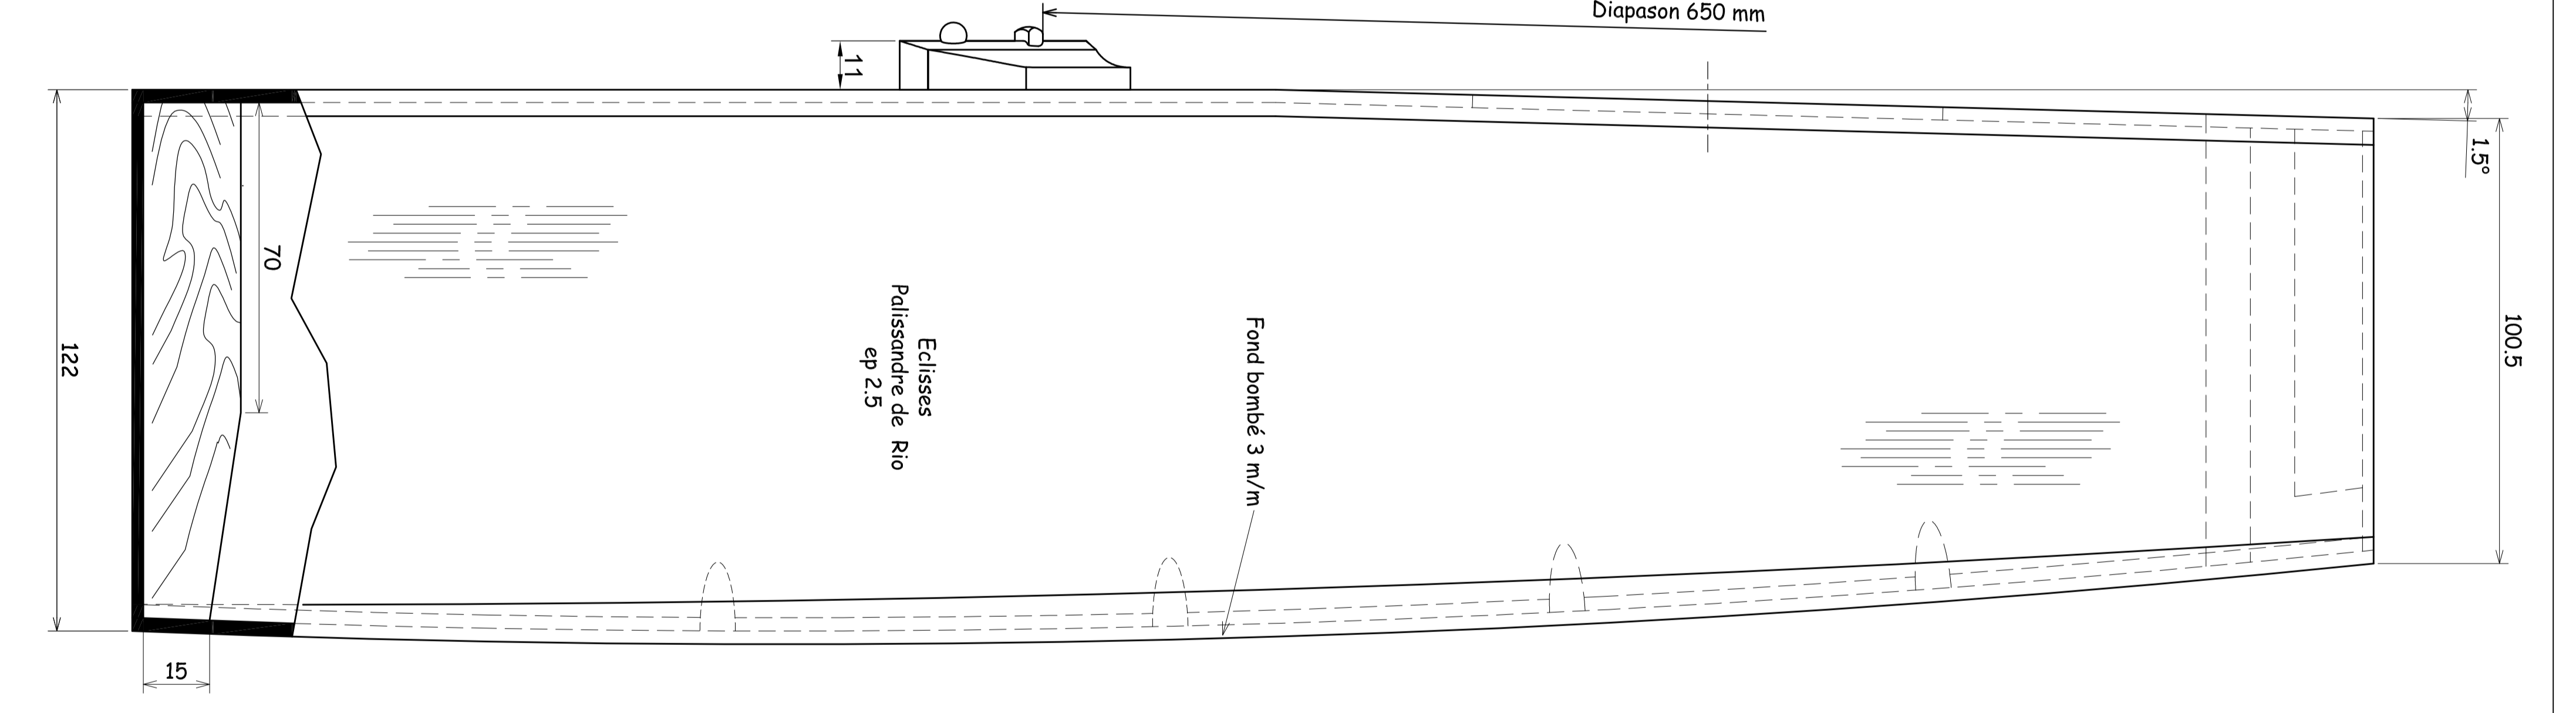 Diapason 650 mm
11
1.5°
70
122
Eclisses
Palissandre de Rio
ep 2.5
Fond bombé 3 m/m
100.5
15